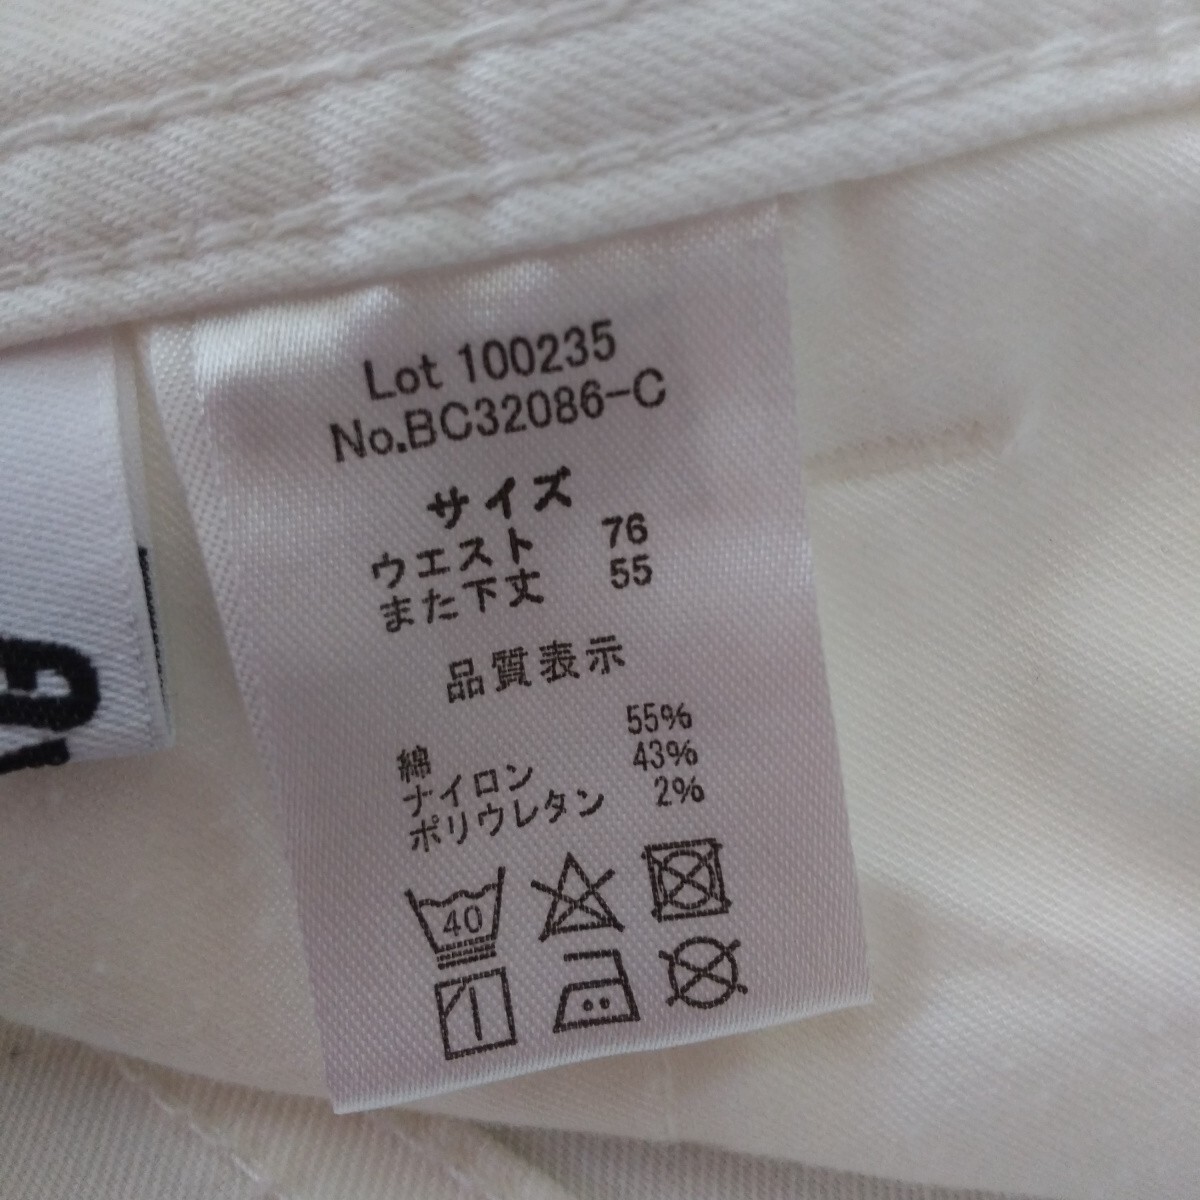 Lot 100235
No.BC32086-C
サイズ
ウエスト 76
また下丈 55
品質表示
綿 55%
ナイロン 43%
ポリウレタン 2%
40